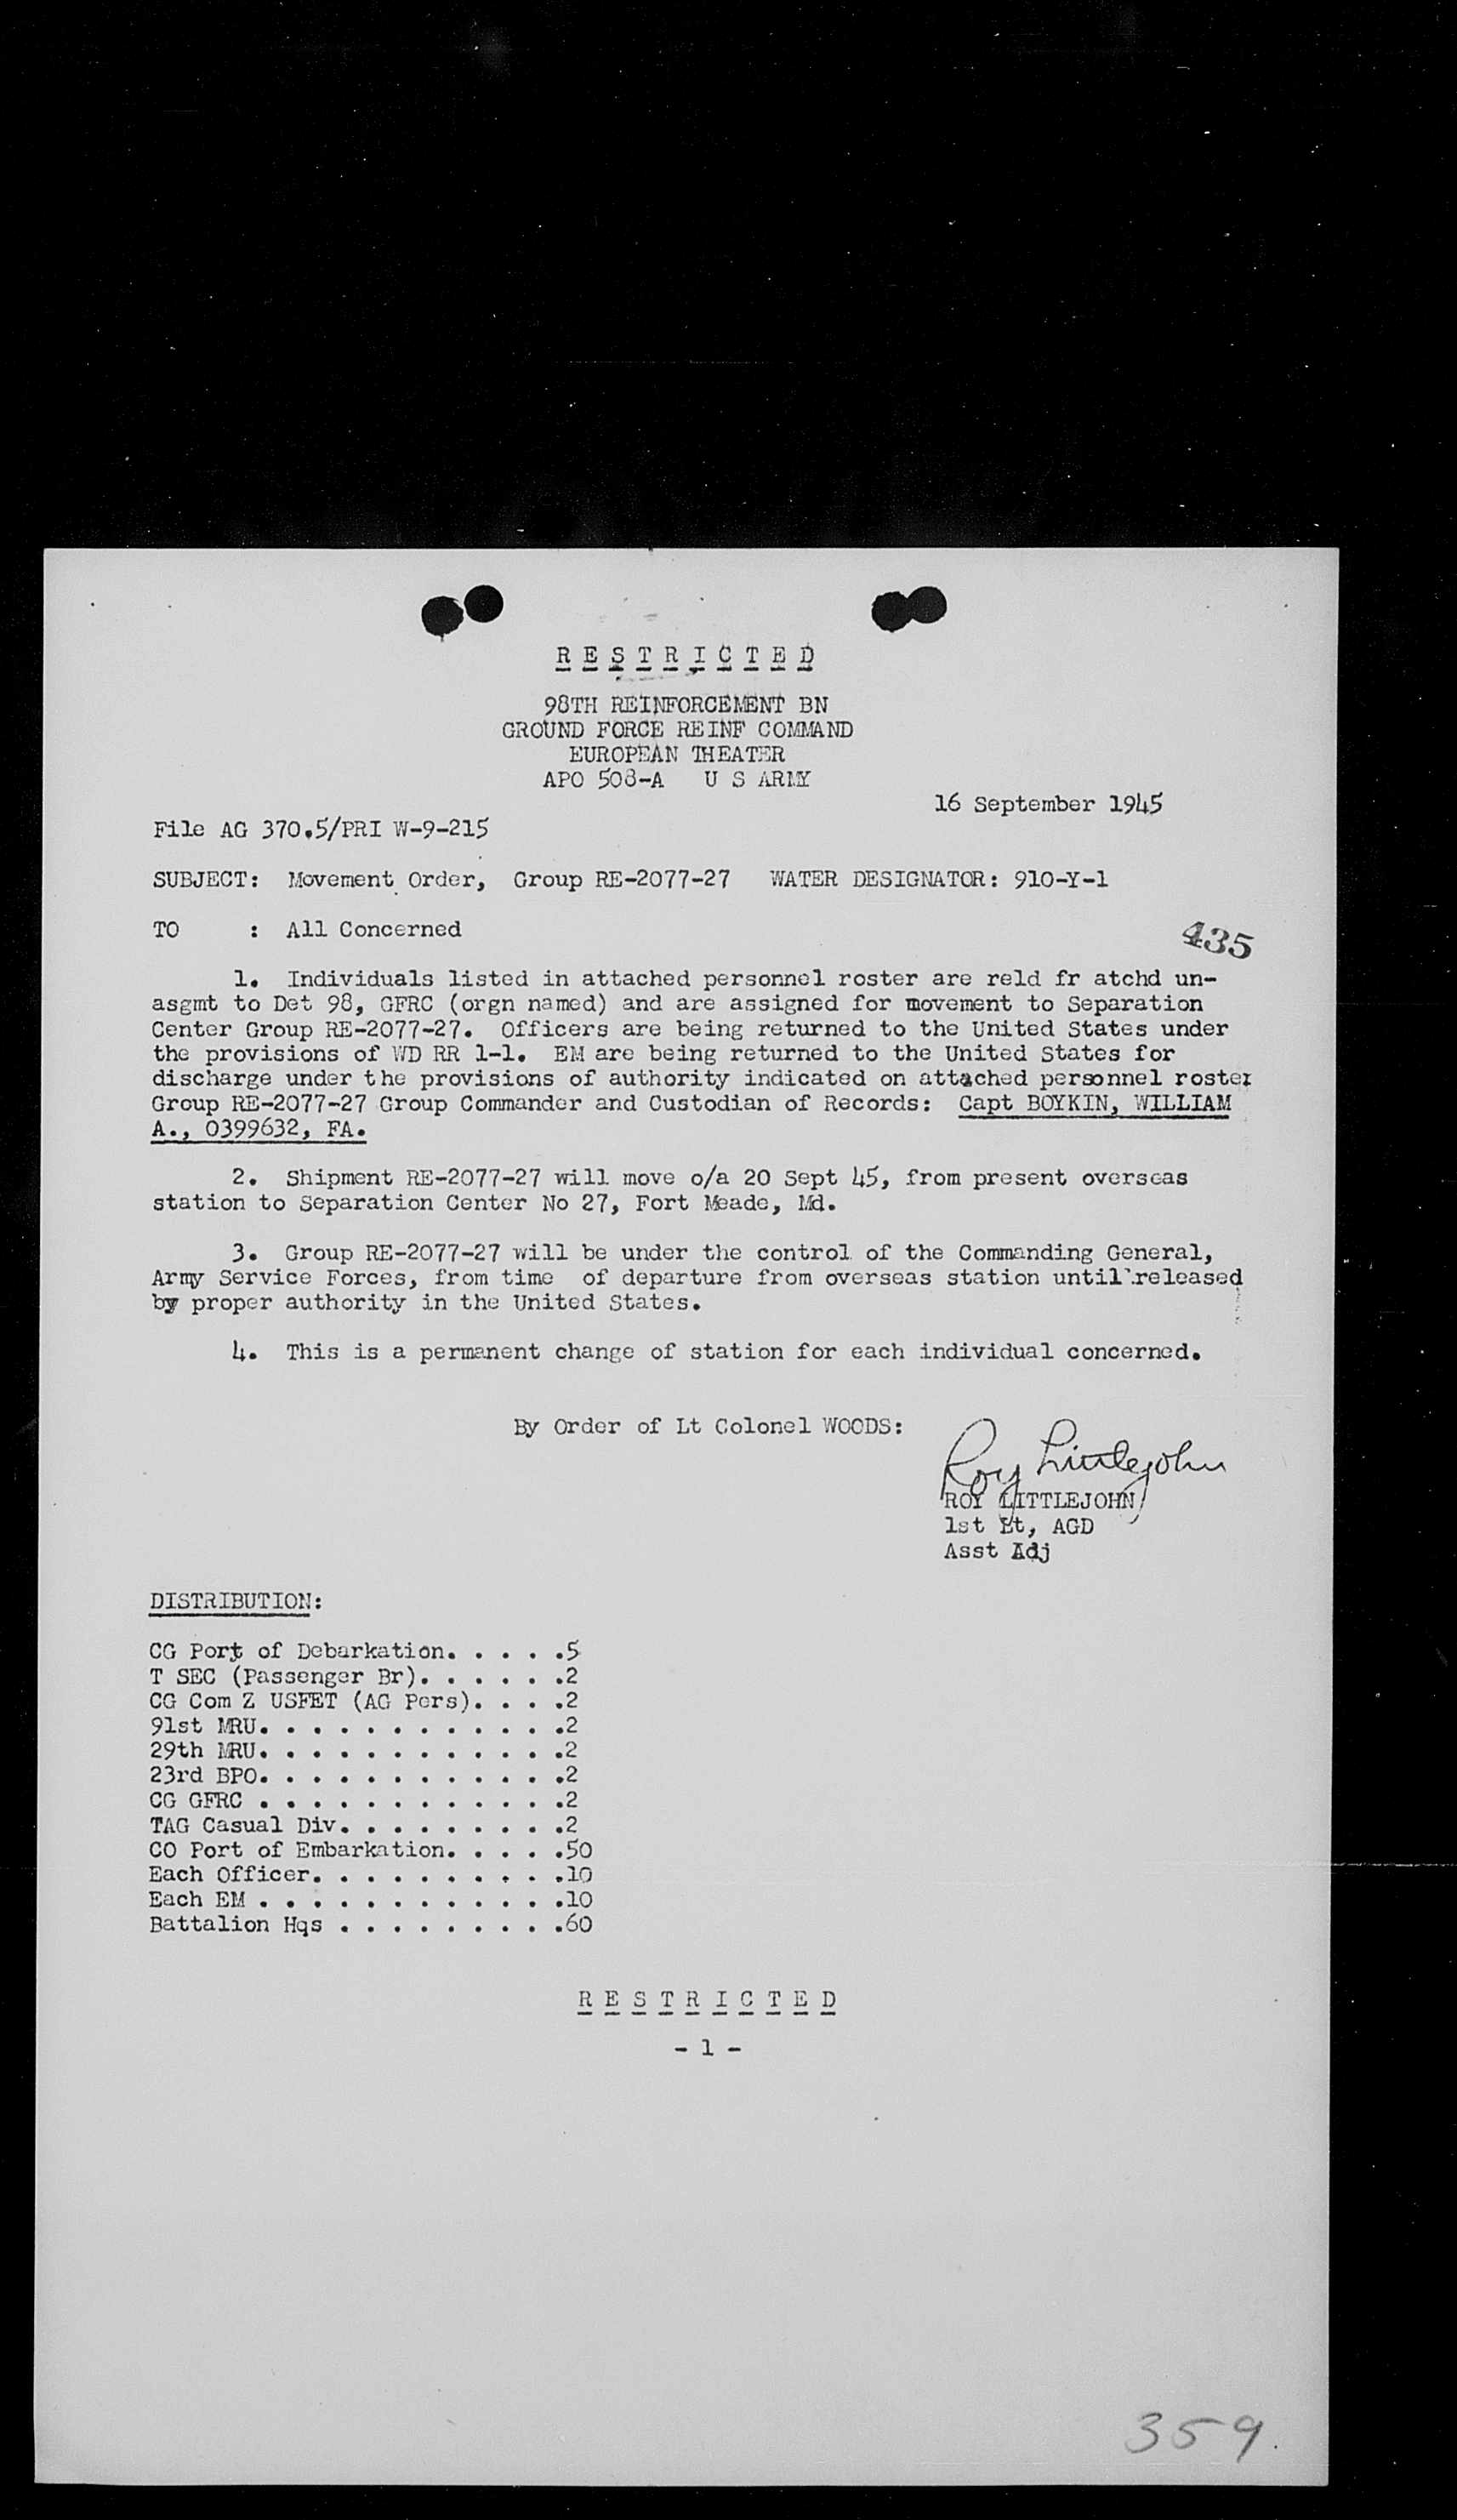 R E S T R I C T E D
98TH REINFORCEMENT BN
GROUND FORCE REINF COMMAND
EUROPEAN THEATER
APO 508-A U S ARMY
16 September 1945
File AG 370.5/PRI W-9-215
SUBJECT: Movement Order, Group RE-2077-27 WATER DESIGNATOR: 910-Y-1
TO : All Concerned
435
1. Individuals listed in attached personnel roster are reld fr atchd un-
asgmt to Det 98, GFRC (orgn named) and are assigned for movement to Separation
Center Group RE-2077-27. Officers are being returned to the United States under
the provisions of WD RR 1-1. EM are being returned to the United States for
discharge under the provisions of authority indicated on attached personnel roster
Group RE-2077-27 Group Commander and Custodian of Records: Capt BOYKIN, WILLIAM
A., 0399632, FA.
2. Shipment RE-2077-27 will move o/a 20 Sept 45, from present overseas
station to Separation Center No 27, Fort Meade, Md.
3. Group RE-2077-27 will be under the control of the Commanding General,
Army Service Forces, from time of departure from overseas station until released
by proper authority in the United States.
4. This is a permanent change of station for each individual concerned.
By Order of Lt Colonel WOODS:
Roy Littlejohn
ROY LITTLEJOHN
1st Lt, AGD
Asst Adj
DISTRIBUTION:
CG Port of Debarkation. . . . .5
T SEC (Passenger Br). . . . . .2
CG Com Z USFET (AG Pers). . . .2
91st MRU. . . . . . . . . . . .2
29th MRU. . . . . . . . . . . .2
23rd BPO. . . . . . . . . . . .2
CG GFRC . . . . . . . . . . . .2
TAG Casual Div. . . . . . . . .2
CO Port of Embarkation. . . . .50
Each Officer. . . . . . . . . .10
Each EM . . . . . . . . . . . .10
Battalion Hqs . . . . . . . . .60
R E S T R I C T E D
- 1 -
359.